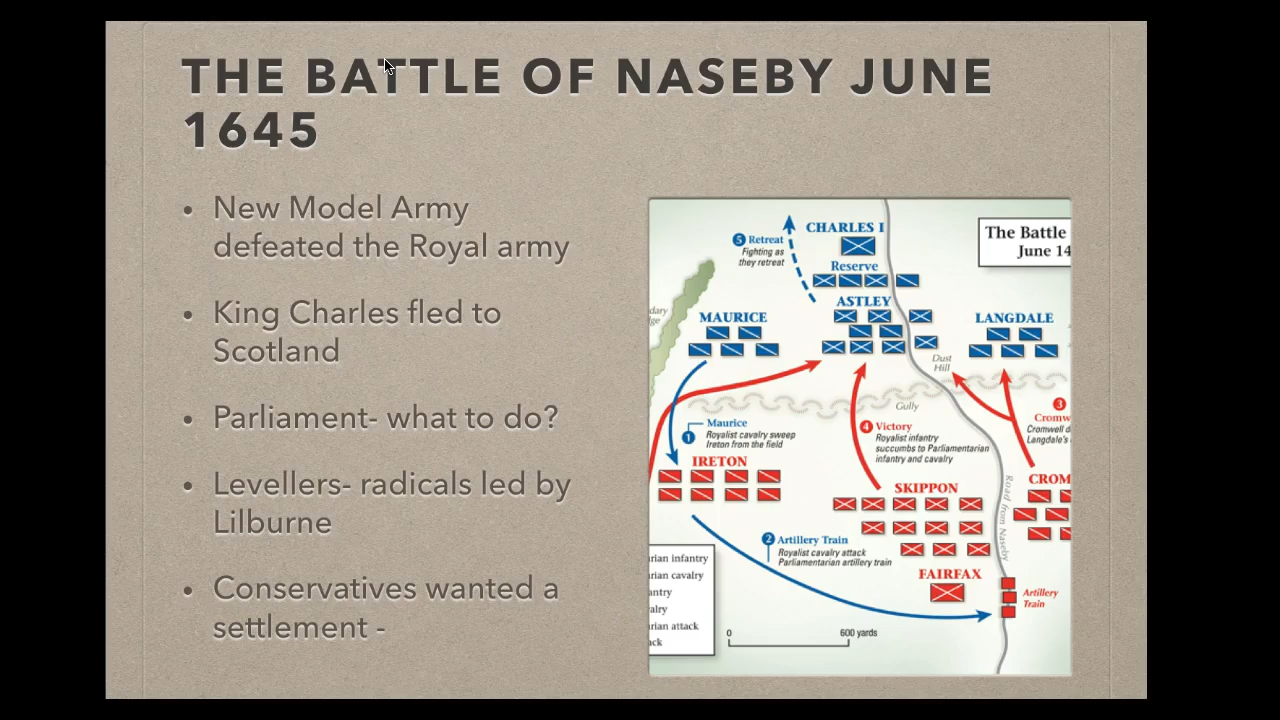 THE BATTLE OF NASEBY JUNE
1645
• New Model Army
defeated the Royal army
• King Charles fled to
Scotland
• Parliament- what to do?
• Levellers- radicals led by
Lilburne
• Conservatives wanted a
settlement -
The Battle
June 14
CHARLES I
5 Retreat
Fighting as
they retreat
Reserve
ASTLEY
MAURICE
LANGDALE
Dust
Hill
Gully
1 Maurice
Royalist cavalry sweep
Ireton from the field
4 Victory
Royalist infantry
succumbs to Parliamentarian
infantry and cavalry
3
Cromw
Cromwell d
Langdale's
IRETON
SKIPPON
CROM
Road from Naseby
2 Artillery Train
Royalist cavalry attack
Parliamentarian artillery train
FAIRFAX
Artillery
Train
arian infantry
arian cavalry
antry
alry
arian attack
ack
0 600 yards